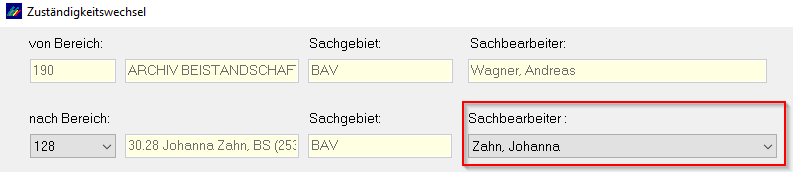 Zuständigkeitswechsel
von Bereich: Sachgebiet: Sachbearbeiter:
190 ARCHIV BEISTANDSCHAFT BAV Wagner, Andreas
nach Bereich: Sachgebiet: Sachbearbeiter :
128 30.28 Johanna Zahn, BS (253 BAV Zahn, Johanna